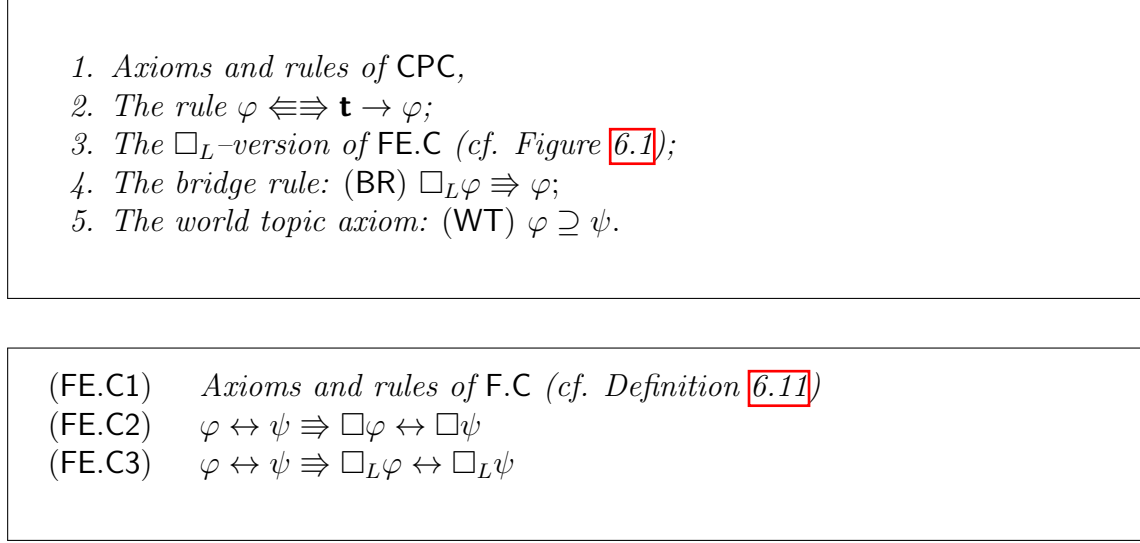 1. Axioms and rules of CPC,
2. The rule φ ⇚⇛ t → φ;
3. The □_L–version of FE.C (cf. Figure 6.1);
4. The bridge rule: (BR) □_Lφ ⇛ φ;
5. The world topic axiom: (WT) φ ⊇ ψ.
(FE.C1) Axioms and rules of F.C (cf. Definition 6.11)
(FE.C2) φ ↔ ψ ⇛ □φ ↔ □ψ
(FE.C3) φ ↔ ψ ⇛ □_Lφ ↔ □_Lψ